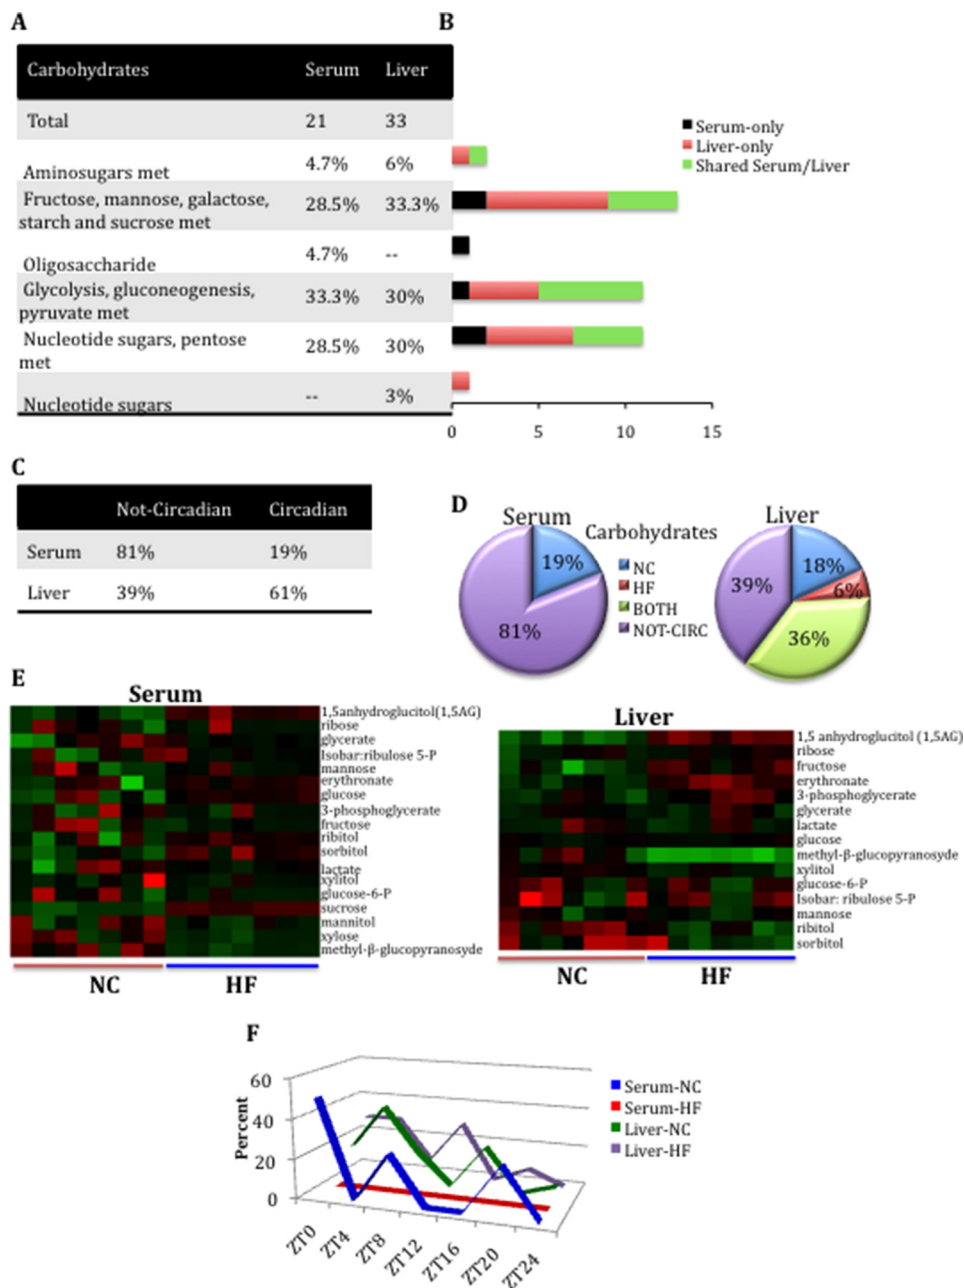 A
B
Carbohydrates Serum Liver
Total 21 33
Aminosugars met 4.7% 6%
Fructose, mannose, galactose,
starch and sucrose met 28.5% 33.3%
Oligosaccharide 4.7% --
Glycolysis, gluconeogenesis,
pyruvate met 33.3% 30%
Nucleotide sugars, pentose
met 28.5% 30%
Nucleotide sugars -- 3%
Serum-only
Liver-only
Shared Serum/Liver
0 5 10 15
C
Not-Circadian Circadian
Serum 81% 19%
Liver 39% 61%
D
Serum
Carbohydrates
Liver
19%
81%
NC
HF
BOTH
NOT-CIRC
18%
6%
36%
39%
E
Serum
1,5anhydroglucitol(1,5AG)
ribose
glycerate
Isobar:ribulose 5-P
mannose
erythronate
glucose
3-phosphoglycerate
fructose
ribitol
sorbitol
lactate
xylitol
glucose-6-P
sucrose
mannitol
xylose
methyl-β-glucopyranosyde
NC HF
Liver
1,5 anhydroglucitol (1,5AG)
ribose
fructose
erythronate
3-phosphoglycerate
glycerate
lactate
glucose
methyl-β-glucopyranosyde
xylitol
glucose-6-P
Isobar: ribulose 5-P
mannose
ribitol
sorbitol
NC HF
F
Percent
60
40
20
0
ZT0 ZT4 ZT8 ZT12 ZT16 ZT20 ZT24
Serum-NC
Serum-HF
Liver-NC
Liver-HF